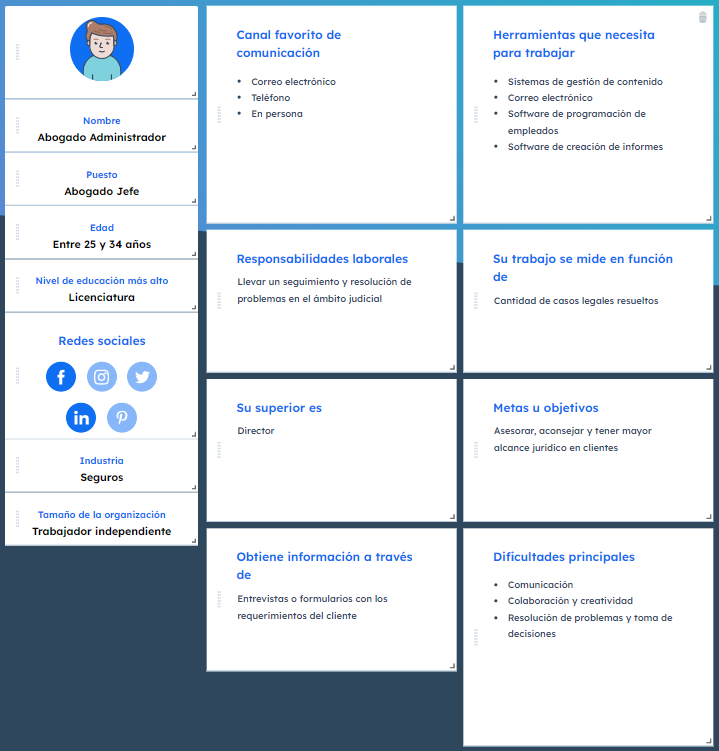 Nombre
Abogado Administrador
Puesto
Abogado Jefe
Edad
Entre 25 y 34 años
Nivel de educación más alto
Licenciatura
Redes sociales
Industria
Seguros
Tamaño de la organización
Trabajador independiente
Canal favorito de
comunicación
• Correo electrónico
• Teléfono
• En persona
Herramientas que necesita
para trabajar
• Sistemas de gestión de contenido
• Correo electrónico
• Software de programación de
empleados
• Software de creación de informes
Responsabilidades laborales
Llevar un seguimiento y resolución de
problemas en el ámbito judicial
Su trabajo se mide en función
de
Cantidad de casos legales resueltos
Su superior es
Director
Metas u objetivos
Asesorar, aconsejar y tener mayor
alcance jurídico en clientes
Obtiene información a través
de
Entrevistas o formularios con los
requerimientos del cliente
Dificultades principales
• Comunicación
• Colaboración y creatividad
• Resolución de problemas y toma de
decisiones